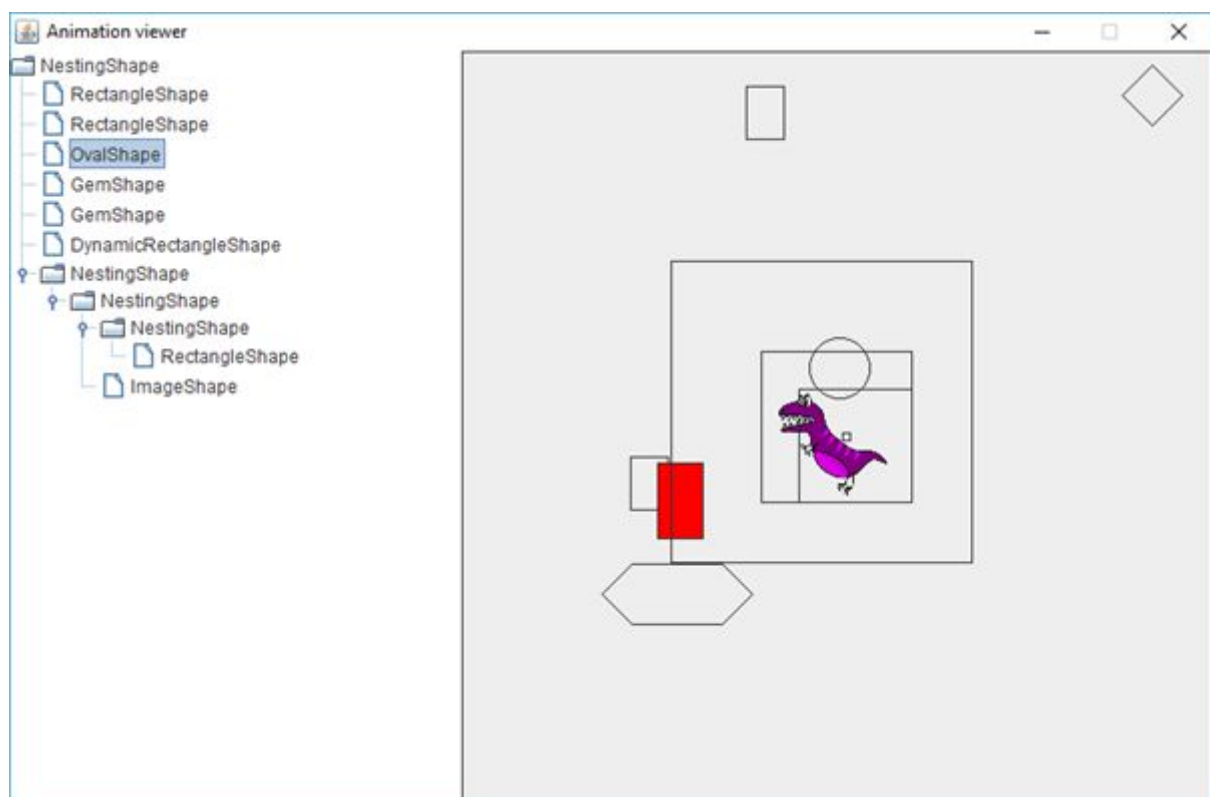 Animation viewer
NestingShape
RectangleShape
RectangleShape
OvalShape
GemShape
GemShape
DynamicRectangleShape
NestingShape
NestingShape
NestingShape
RectangleShape
ImageShape